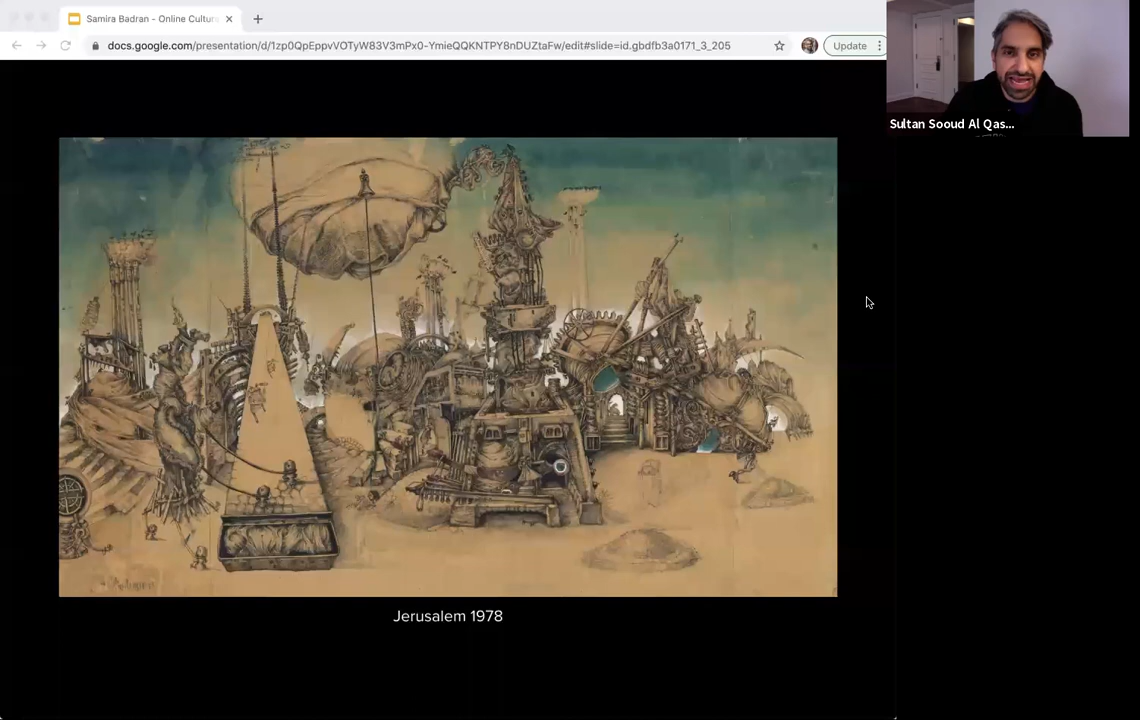 Samira Badran - Online Cultur
docs.google.com/presentation/d/1zp0QpEppvVOTyW83V3mPx0-YmieQQKNTPY8nDUZtaFw/edit#slide=id.gbdfb3a0171_3_205
Update
Sultan Sooud Al Qas...
Jerusalem 1978